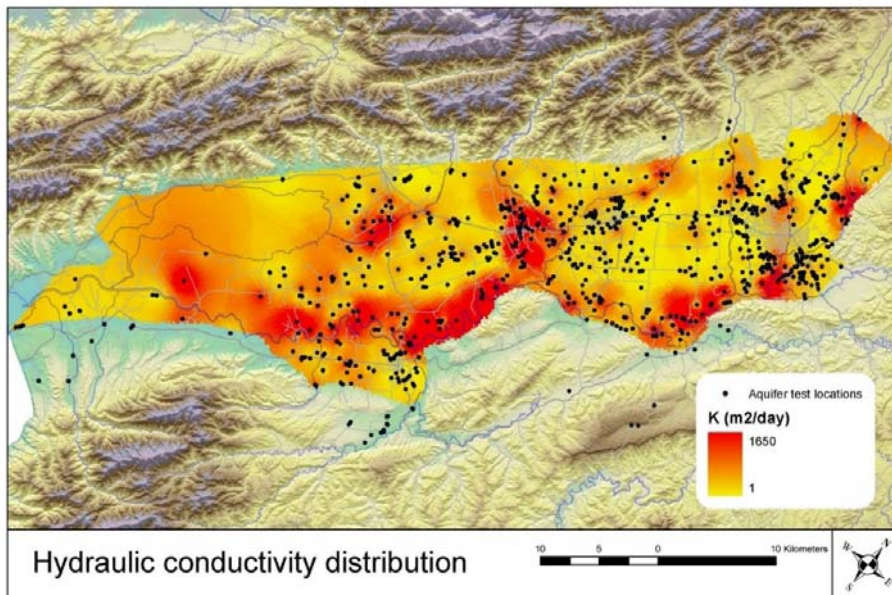 Aquifer test locations
K (m2/day)
1650
1
Hydraulic conductivity distribution
10 5 0 10 Kilometers
N
W
E
S